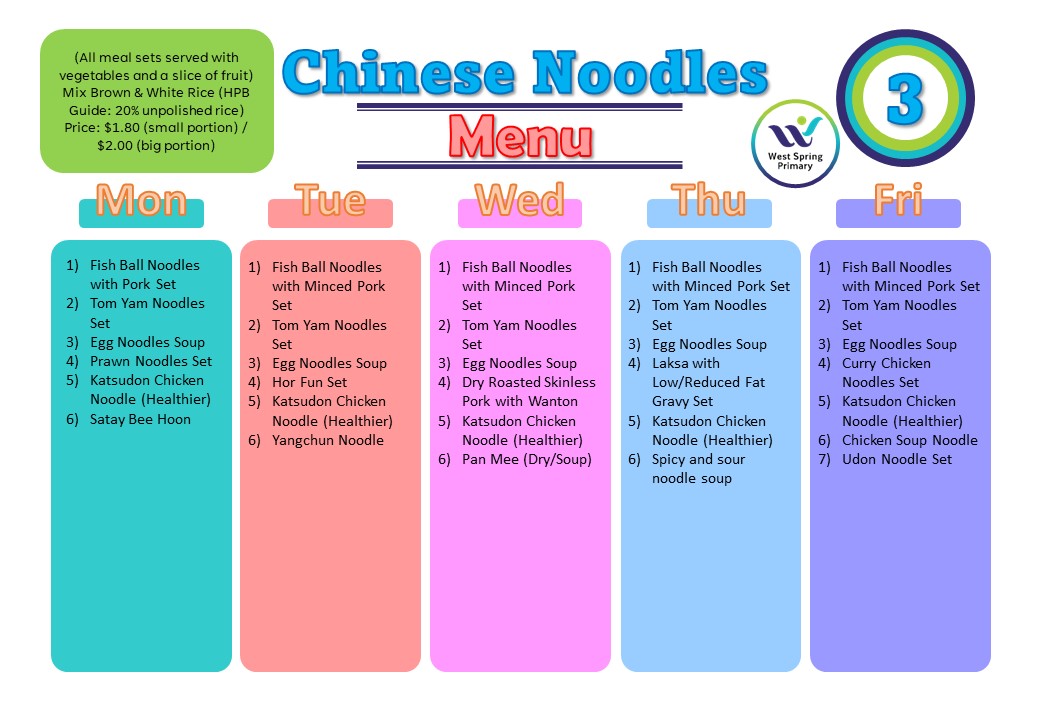 (All meal sets served with
vegetables and a slice of fruit)
Mix Brown & White Rice (HPB
Guide: 20% unpolished rice)
Price: $1.80 (small portion) /
$2.00 (big portion)
Chinese Noodles
Menu
West Spring
Primary
3
Mon
1) Fish Ball Noodles
with Pork Set
2) Tom Yam Noodles
Set
3) Egg Noodles Soup
4) Prawn Noodles Set
5) Katsudon Chicken
Noodle (Healthier)
6) Satay Bee Hoon
Tue
1) Fish Ball Noodles
with Minced Pork
Set
2) Tom Yam Noodles
Set
3) Egg Noodles Soup
4) Hor Fun Set
5) Katsudon Chicken
Noodle (Healthier)
6) Yangchun Noodle
Wed
1) Fish Ball Noodles
with Minced Pork
Set
2) Tom Yam Noodles
Set
3) Egg Noodles Soup
4) Dry Roasted Skinless
Pork with Wanton
5) Katsudon Chicken
Noodle (Healthier)
6) Pan Mee (Dry/Soup)
Thu
1) Fish Ball Noodles
with Minced Pork Set
2) Tom Yam Noodles
Set
3) Egg Noodles Soup
4) Laksa with
Low/Reduced Fat
Gravy Set
5) Katsudon Chicken
Noodle (Healthier)
6) Spicy and sour
noodle soup
Fri
1) Fish Ball Noodles
with Minced Pork Set
2) Tom Yam Noodles
Set
3) Egg Noodles Soup
4) Curry Chicken
Noodles Set
5) Katsudon Chicken
Noodle (Healthier)
6) Chicken Soup Noodle
7) Udon Noodle Set